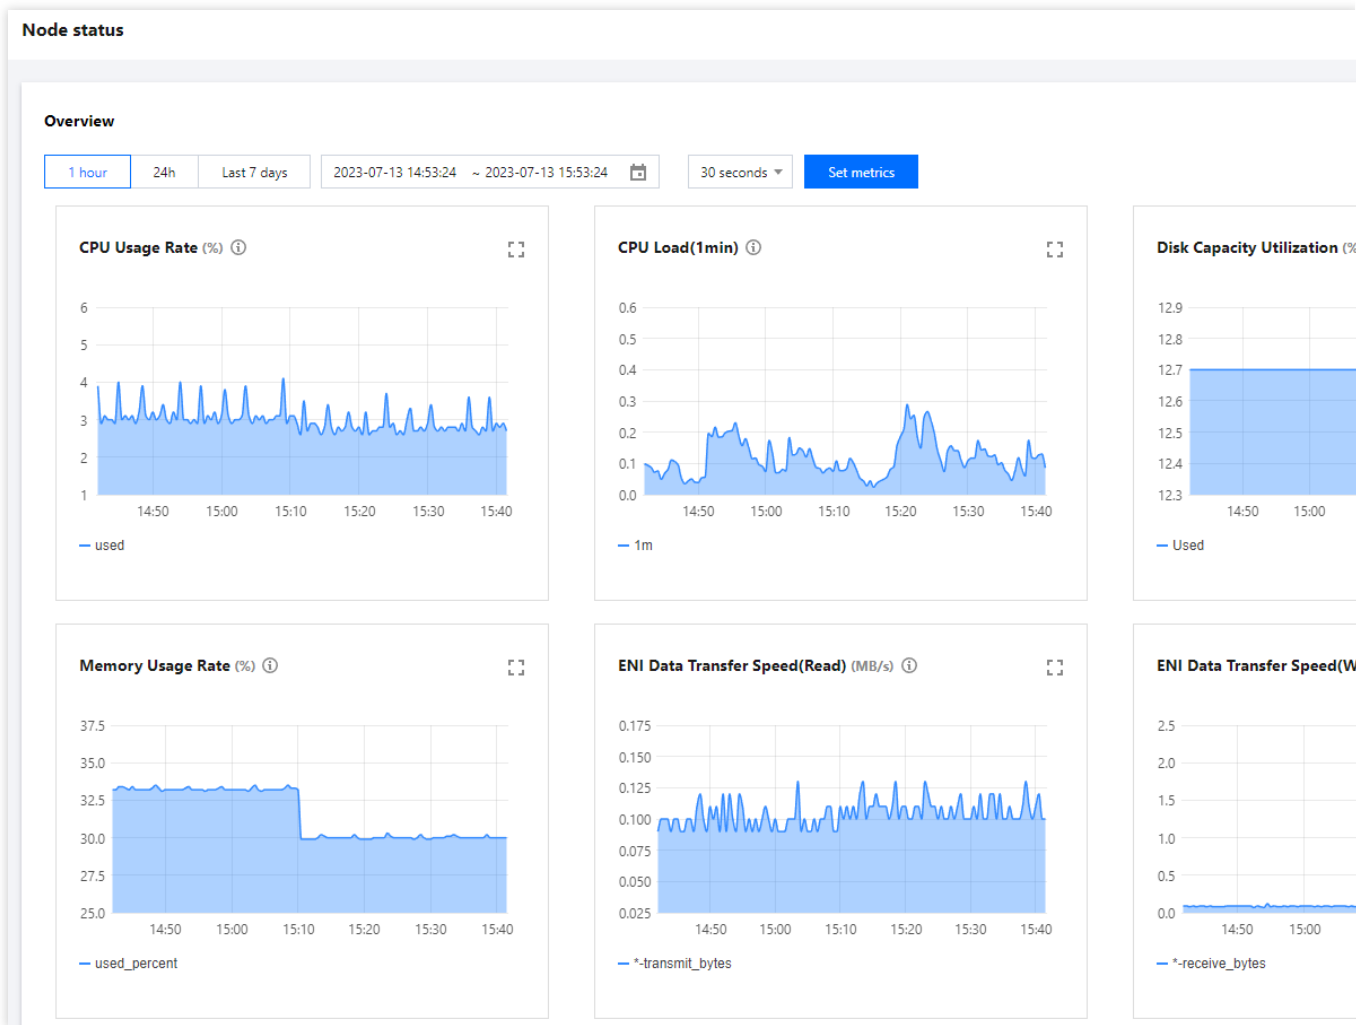 Node status
Overview
1 hour 24h Last 7 days 2023-07-13 14:53:24 ~ 2023-07-13 15:53:24 30 seconds Set metrics
CPU Usage Rate (%)
6
5
4
3
2
1
14:50 15:00 15:10 15:20 15:30 15:40
used
CPU Load(1min)
0.6
0.5
0.4
0.3
0.2
0.1
0.0
14:50 15:00 15:10 15:20 15:30 15:40
1m
Disk Capacity Utilization (%
12.9
12.8
12.7
12.6
12.5
12.4
12.3
14:50 15:00
Used
Memory Usage Rate (%)
37.5
35.0
32.5
30.0
27.5
25.0
14:50 15:00 15:10 15:20 15:30 15:40
used_percent
ENI Data Transfer Speed(Read) (MB/s)
0.175
0.150
0.125
0.100
0.075
0.050
0.025
14:50 15:00 15:10 15:20 15:30 15:40
*-transmit_bytes
ENI Data Transfer Speed(W
2.5
2.0
1.5
1.0
0.5
0.0
14:50 15:00
*-receive_bytes